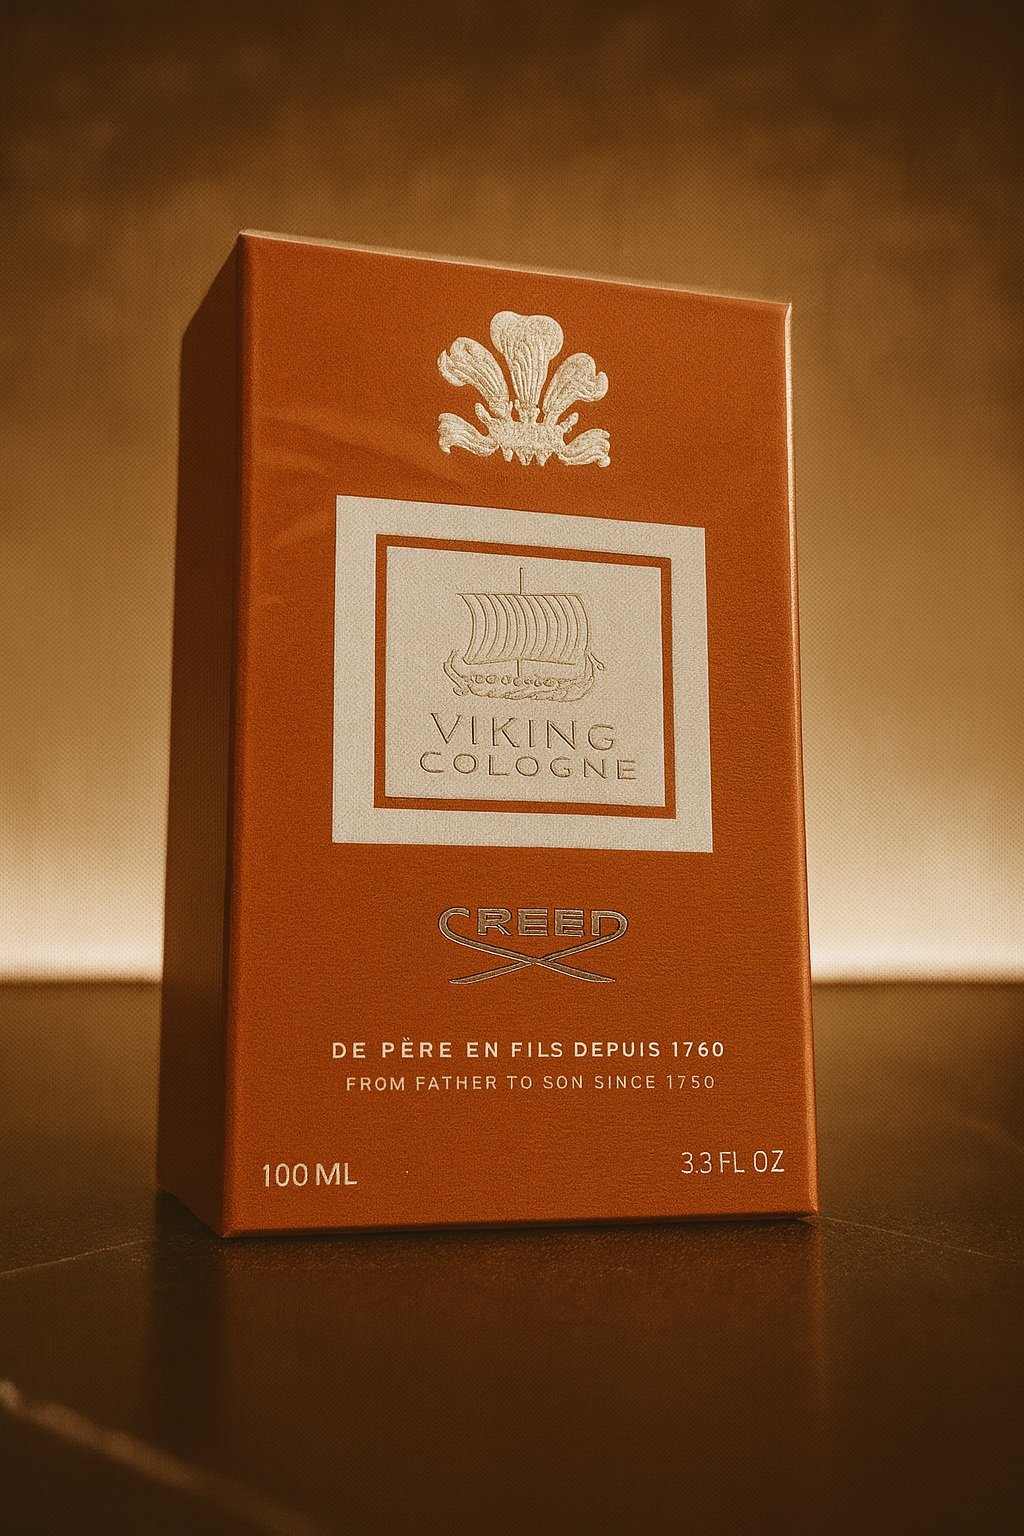 VIKING
COLOGNE
CREED
DE PÈRE EN FILS DEPUIS 1760
FROM FATHER TO SON SINCE 1750
100 ML
3.3 FL OZ